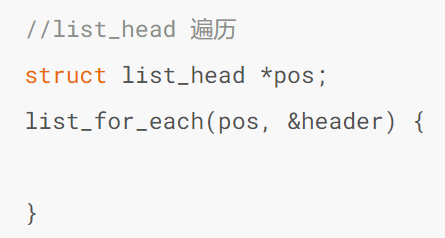 //list_head 遍历
struct list_head *pos;
list_for_each(pos, &header) {
}